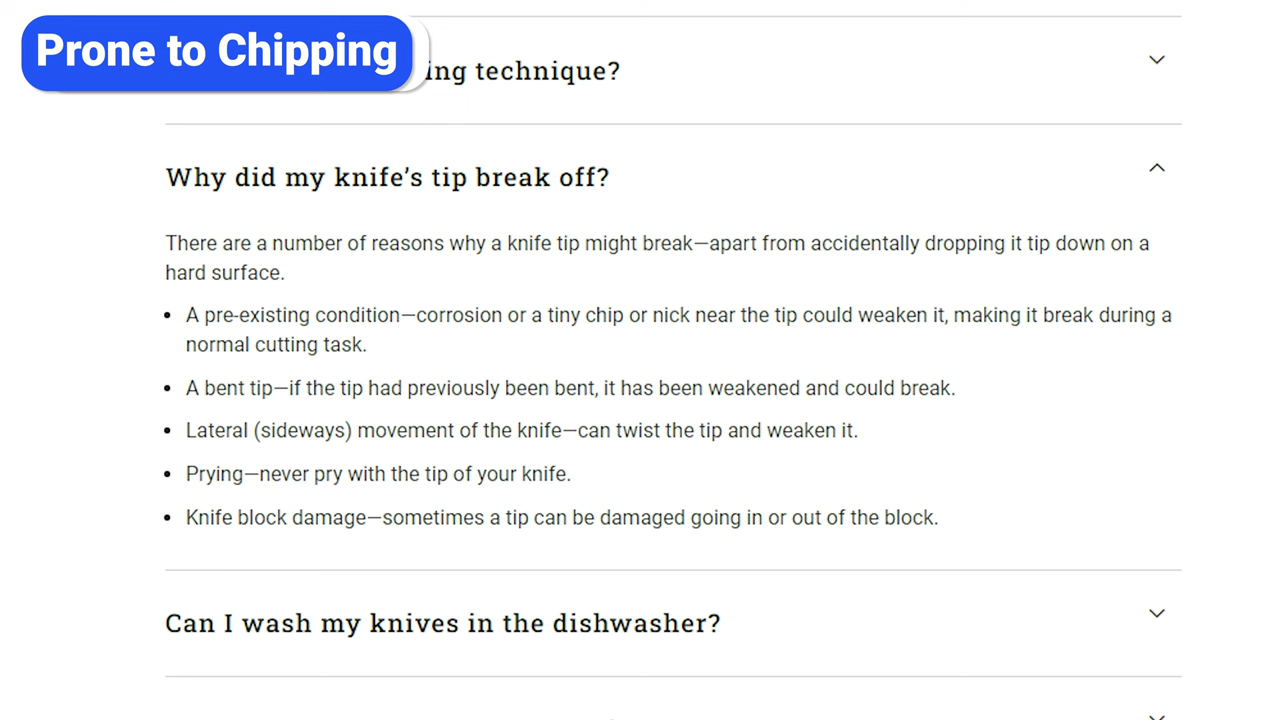 Prone to Chipping
ing technique?
Why did my knife’s tip break off?
There are a number of reasons why a knife tip might break—apart from accidentally dropping it tip down on a
hard surface.
• A pre-existing condition—corrosion or a tiny chip or nick near the tip could weaken it, making it break during a
normal cutting task.
• A bent tip—if the tip had previously been bent, it has been weakened and could break.
• Lateral (sideways) movement of the knife—can twist the tip and weaken it.
• Prying—never pry with the tip of your knife.
• Knife block damage—sometimes a tip can be damaged going in or out of the block.
Can I wash my knives in the dishwasher?